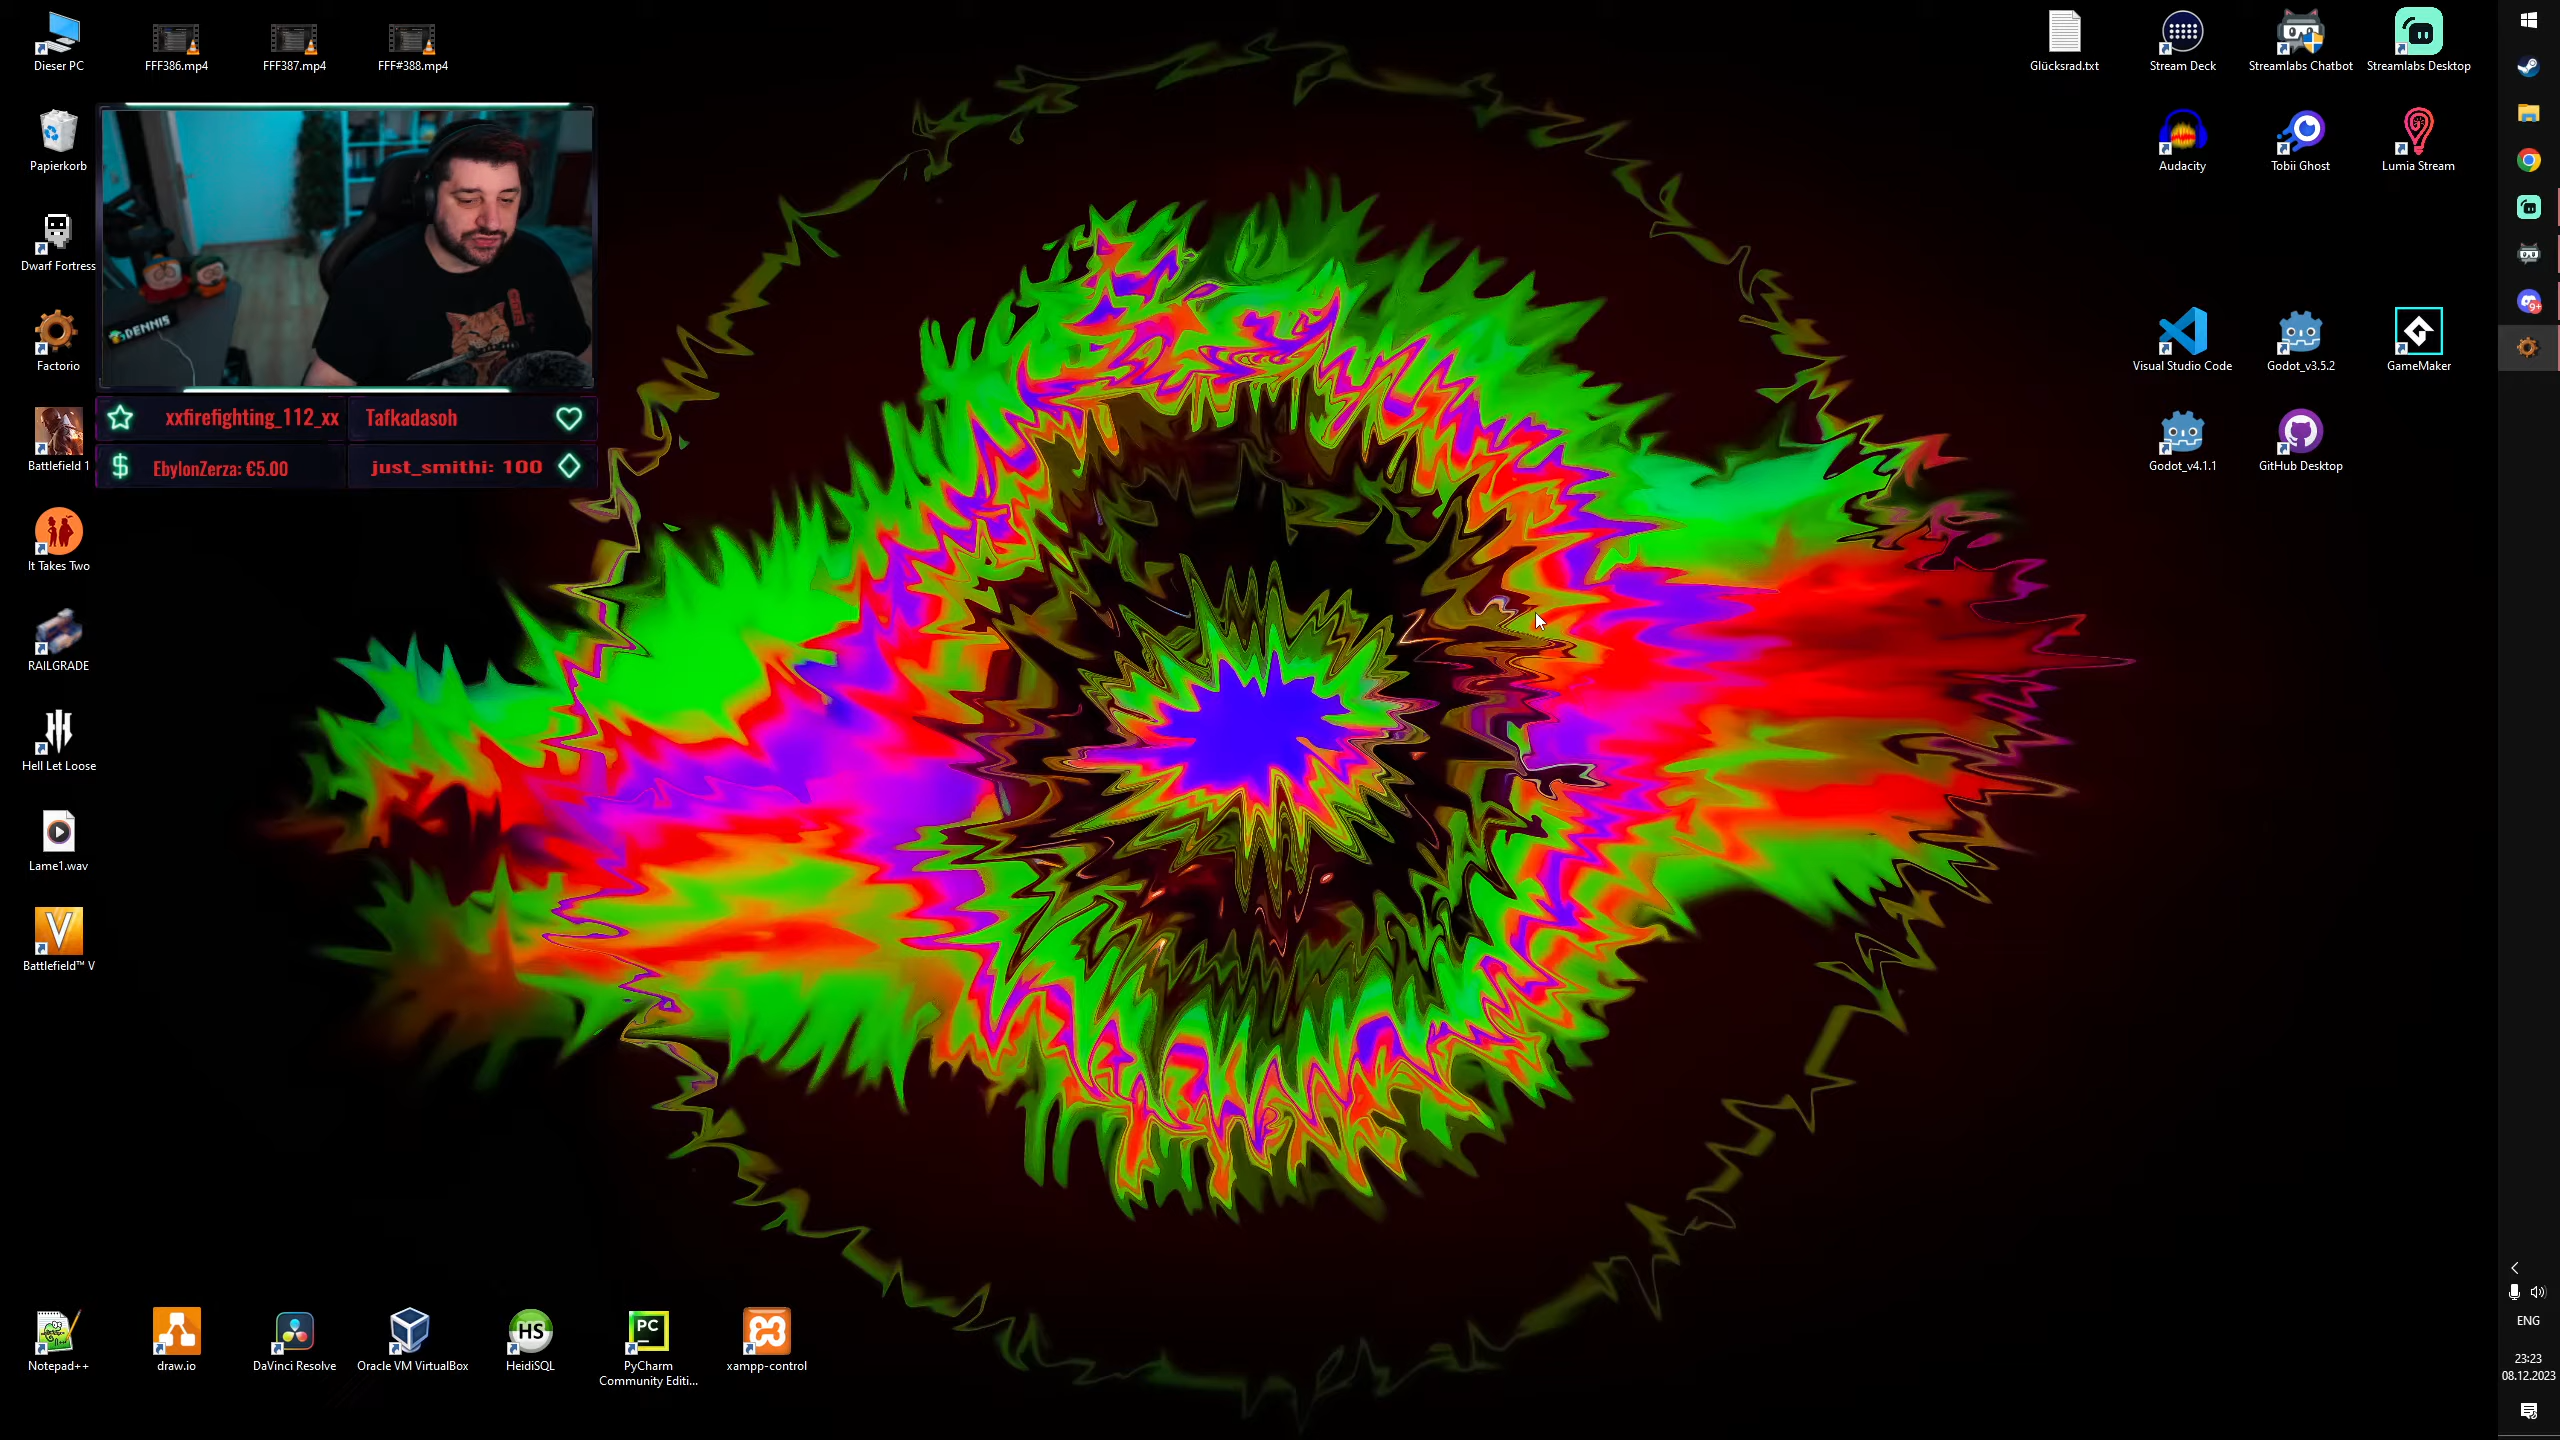 Dieser PC
FFF386.mp4
FFF387.mp4
FFF#388.mp4
Glücksrad.txt
Stream Deck
Streamlabs Chatbot
Streamlabs Desktop
Papierkorb
Audacity
Tobii Ghost
Lumia Stream
Dwarf Fortress
DENNIS
Factorio
Visual Studio Code
Godot_v3.5.2
GameMaker
xxfirefighting_112_xx
Tafkadasoh
Battlefield 1
$
EbylonZerza: €5.00
just_smithi: 100
Godot_v4.1.1
GitHub Desktop
It Takes Two
RAILGRADE
Hell Let Loose
Lame1.wav
V
Battlefield™ V
HS
PC
Notepad++
draw.io
DaVinci Resolve
Oracle VM VirtualBox
HeidiSQL
PyCharm
Community Editi...
xampp-control
9+
ENG
23:23
08.12.2023